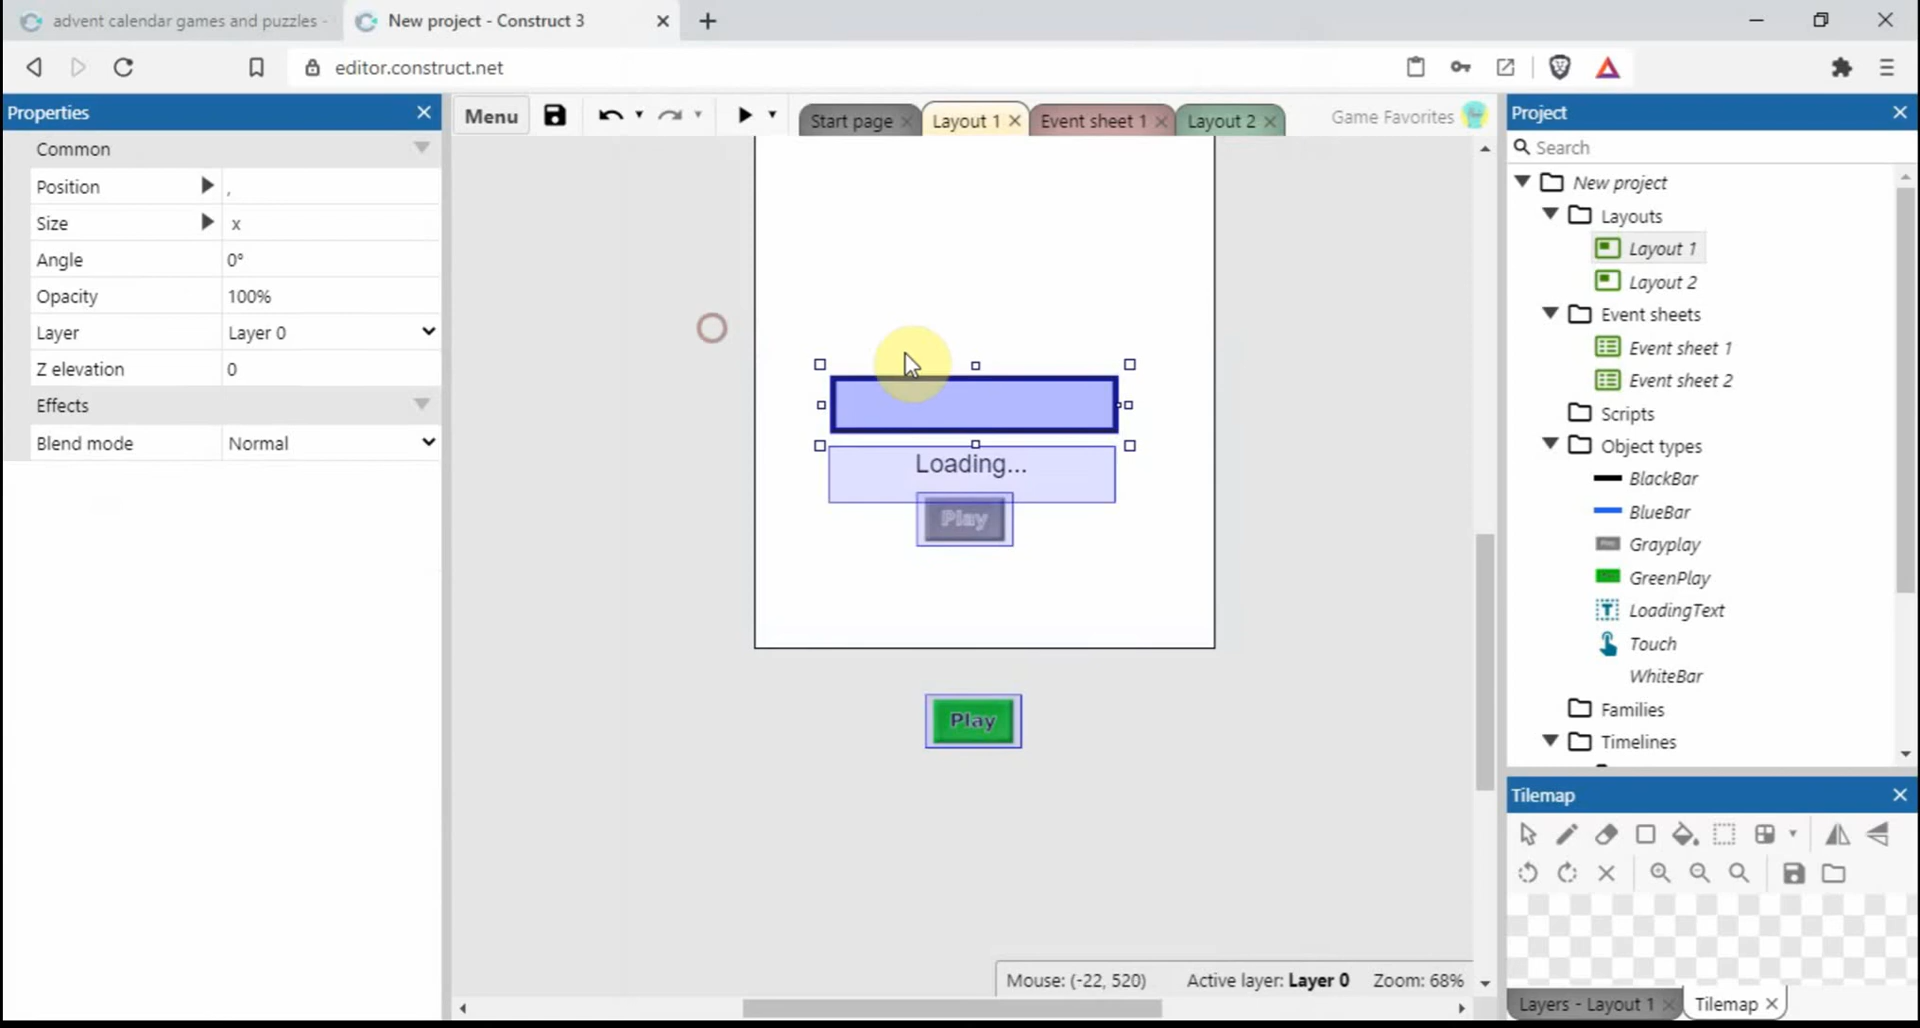 advent calendar games and puzzles -
New project - Construct 3
editor.construct.net
Properties
Common
Position ,
Size x
Angle 0°
Opacity 100%
Layer Layer 0
Z elevation 0
Effects
Blend mode Normal
Menu
Start page
Layout 1
Event sheet 1
Layout 2
Game Favorites
Loading...
Play
Play
Mouse: (-22, 520) Active layer: Layer 0 Zoom: 68%
Project
Search
New project
Layouts
Layout 1
Layout 2
Event sheets
Event sheet 1
Event sheet 2
Scripts
Object types
BlackBar
BlueBar
Grayplay
GreenPlay
LoadingText
Touch
WhiteBar
Families
Timelines
Tilemap
Layers - Layout 1
Tilemap